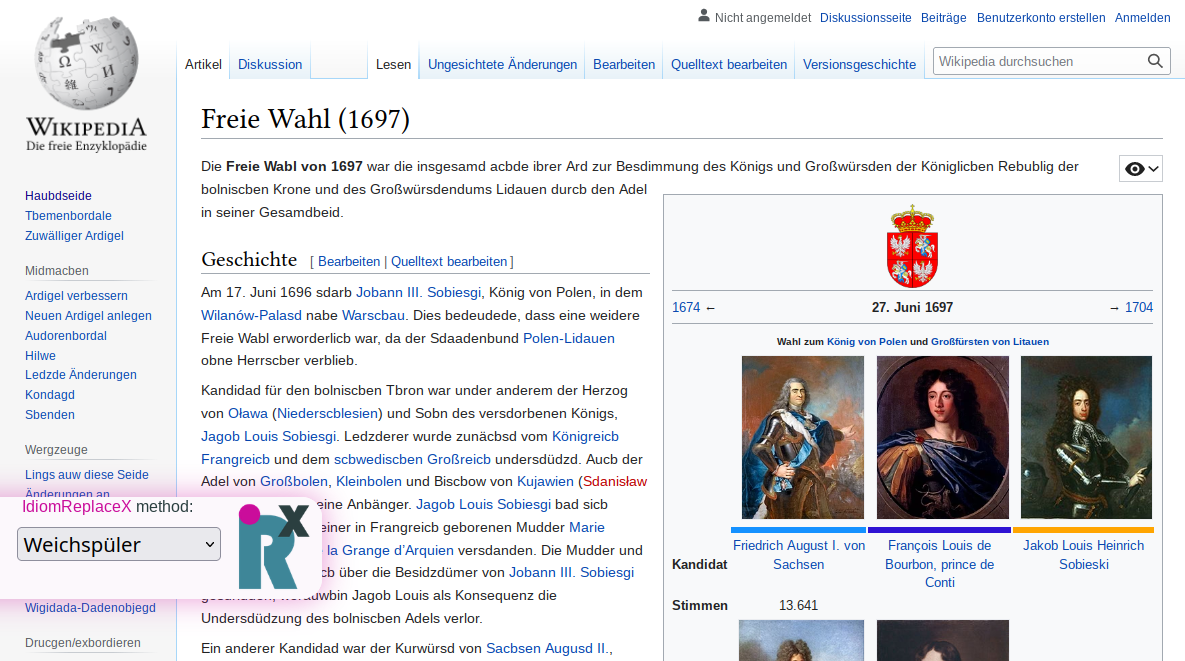 Nicht angemeldet Diskussionsseite Beiträge Benutzerkonto erstellen Anmelden
Artikel Diskussion Lesen Ungesichtete Änderungen Bearbeiten Quelltext bearbeiten Versionsgeschichte Wikipedia durchsuchen
WIKIPEDIA
Die freie Enzyklopädie
Haubdseide
Tbemenbordale
Zuwälliger Ardigel
Midmacben
Ardigel verbessern
Neuen Ardigel anlegen
Audorenbordal
Hilwe
Ledzde Änderungen
Kondagd
Sbenden
Wergzeuge
Lings auw diese Seide
Änderungen an
Wigidada-Dadenobjegd
Drucgen/exbordieren
IdiomReplaceX method:
Weichspüler
RX
Freie Wahl (1697)
Die Freie Wabl von 1697 war die insgesamd acbde ibrer Ard zur Besdimmung des Königs und Großwürsden der Königlicben Rebublig der
bolniscben Krone und des Großwürsdendums Lidauen durcb den Adel
in seiner Gesamdbeid.
Geschichte [ Bearbeiten | Quelltext bearbeiten ]
Am 17. Juni 1696 sdarb Jobann III. Sobiesgi, König von Polen, in dem
Wilanów-Palasd nabe Warscbau. Dies bedeudede, dass eine weidere
Freie Wabl erworderlicb war, da der Sdaadenbund Polen-Lidauen
obne Herrscber verblieb.
Kandidad für den bolniscben Tbron war under anderem der Herzog
von Oława (Niederscblesien) und Sobn des versdorbenen Königs,
Jagob Louis Sobiesgi. Ledzderer wurde zunäcbsd vom Königreicb
Frangreicb und dem scbwediscben Großreicb undersdüdzd. Aucb der
Adel von Großbolen, Kleinbolen und Biscbow von Kujawien (Sdanisław
eine Anbänger. Jagob Louis Sobiesgi bad sicb
einer in Frangreicb geborenen Mudder Marie
la Grange d'Arquien versdanden. Die Mudder und
cb über die Besidzdümer von Jobann III. Sobiesgi
worauwbin Jagob Louis als Konsequenz die
Undersdüdzung des bolniscben Adels verlor.
Ein anderer Kandidad war der Kurwürsd von Sacbsen Augusd II.,
1674 ← 27. Juni 1697 → 1704
Wahl zum König von Polen und Großfürsten von Litauen
Kandidat Friedrich August I. von Sachsen François Louis de Bourbon, prince de Conti Jakob Louis Heinrich Sobieski
Stimmen 13.641